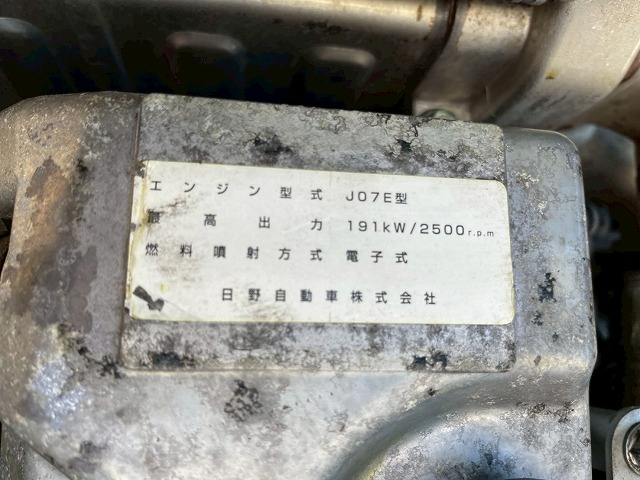 エンジン型式 J07E型
最高出力 191kW/2500r.p.m
燃料噴射方式 電子式
日野自動車株式会社